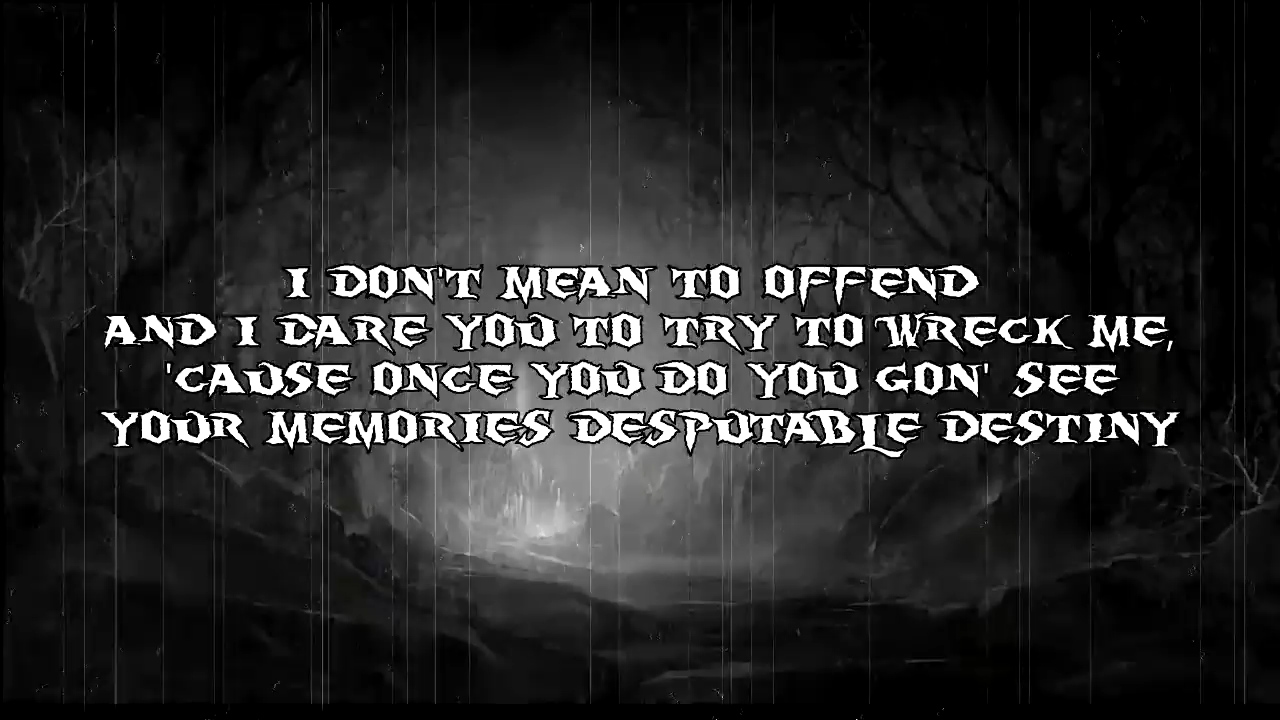 I DON'T MEAN TO OFFEND
AND I DARE YOU TO TRY TO WRECK ME,
'CAUSE ONCE YOU DO YOU GON' SEE
YOUR MEMORIES DESPUTABLE DESTINY